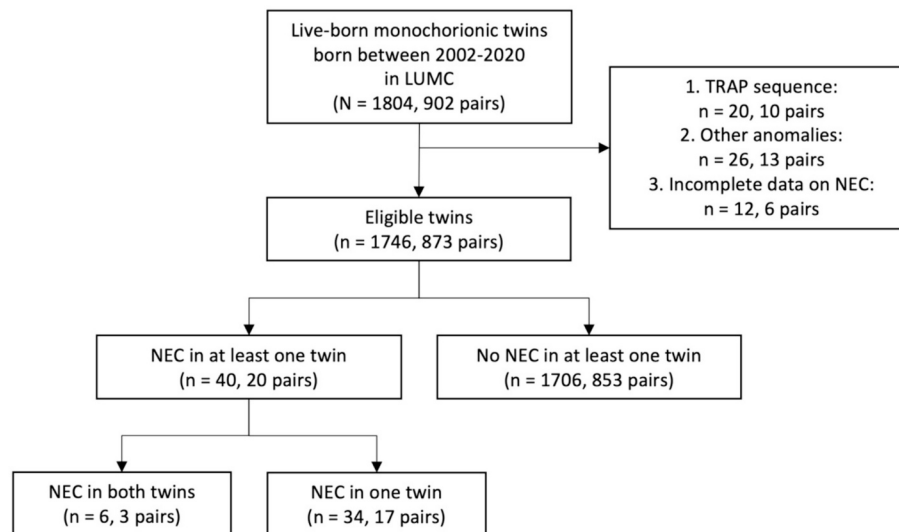 Live-born monochorionic twins
born between 2002-2020
in LUMC
(N = 1804, 902 pairs)
1. TRAP sequence:
n = 20, 10 pairs)
2. Other anomalies:
n = 26, 13 pairs)
3. Incomplete data on NEC:
n = 12, 6 pairs)
Eligible twins
(n = 1746, 873 pairs)
NEC in at least one twin
(n = 40, 20 pairs)
No NEC in at least one twin
(n = 1706, 853 pairs)
NEC in both twins
(n = 6, 3 pairs)
NEC in one twin
(n = 34, 17 pairs)